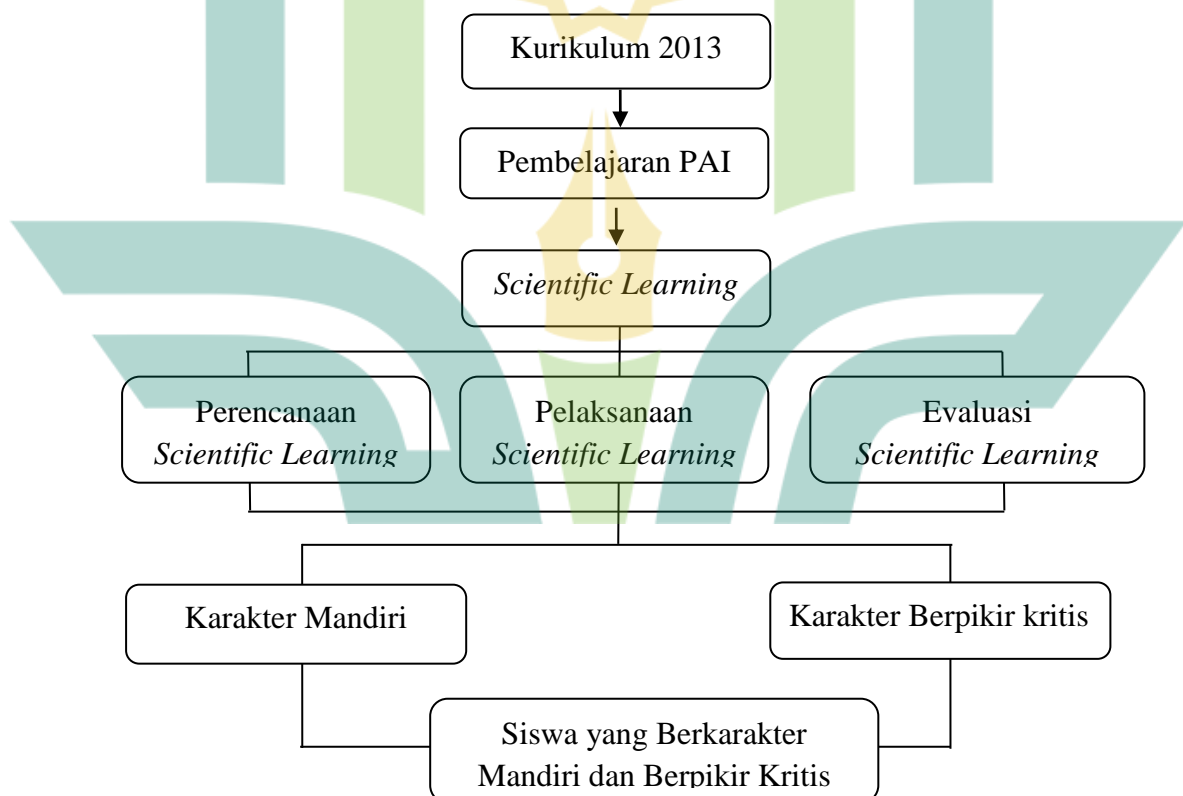 Kurikulum 2013
Pembelajaran PAI
Scientific Learning
Perencanaan
Scientific Learning
Pelaksanaan
Scientific Learning
Evaluasi
Scientific Learning
Karakter Mandiri
Karakter Berpikir kritis
Siswa yang Berkarakter
Mandiri dan Berpikir Kritis